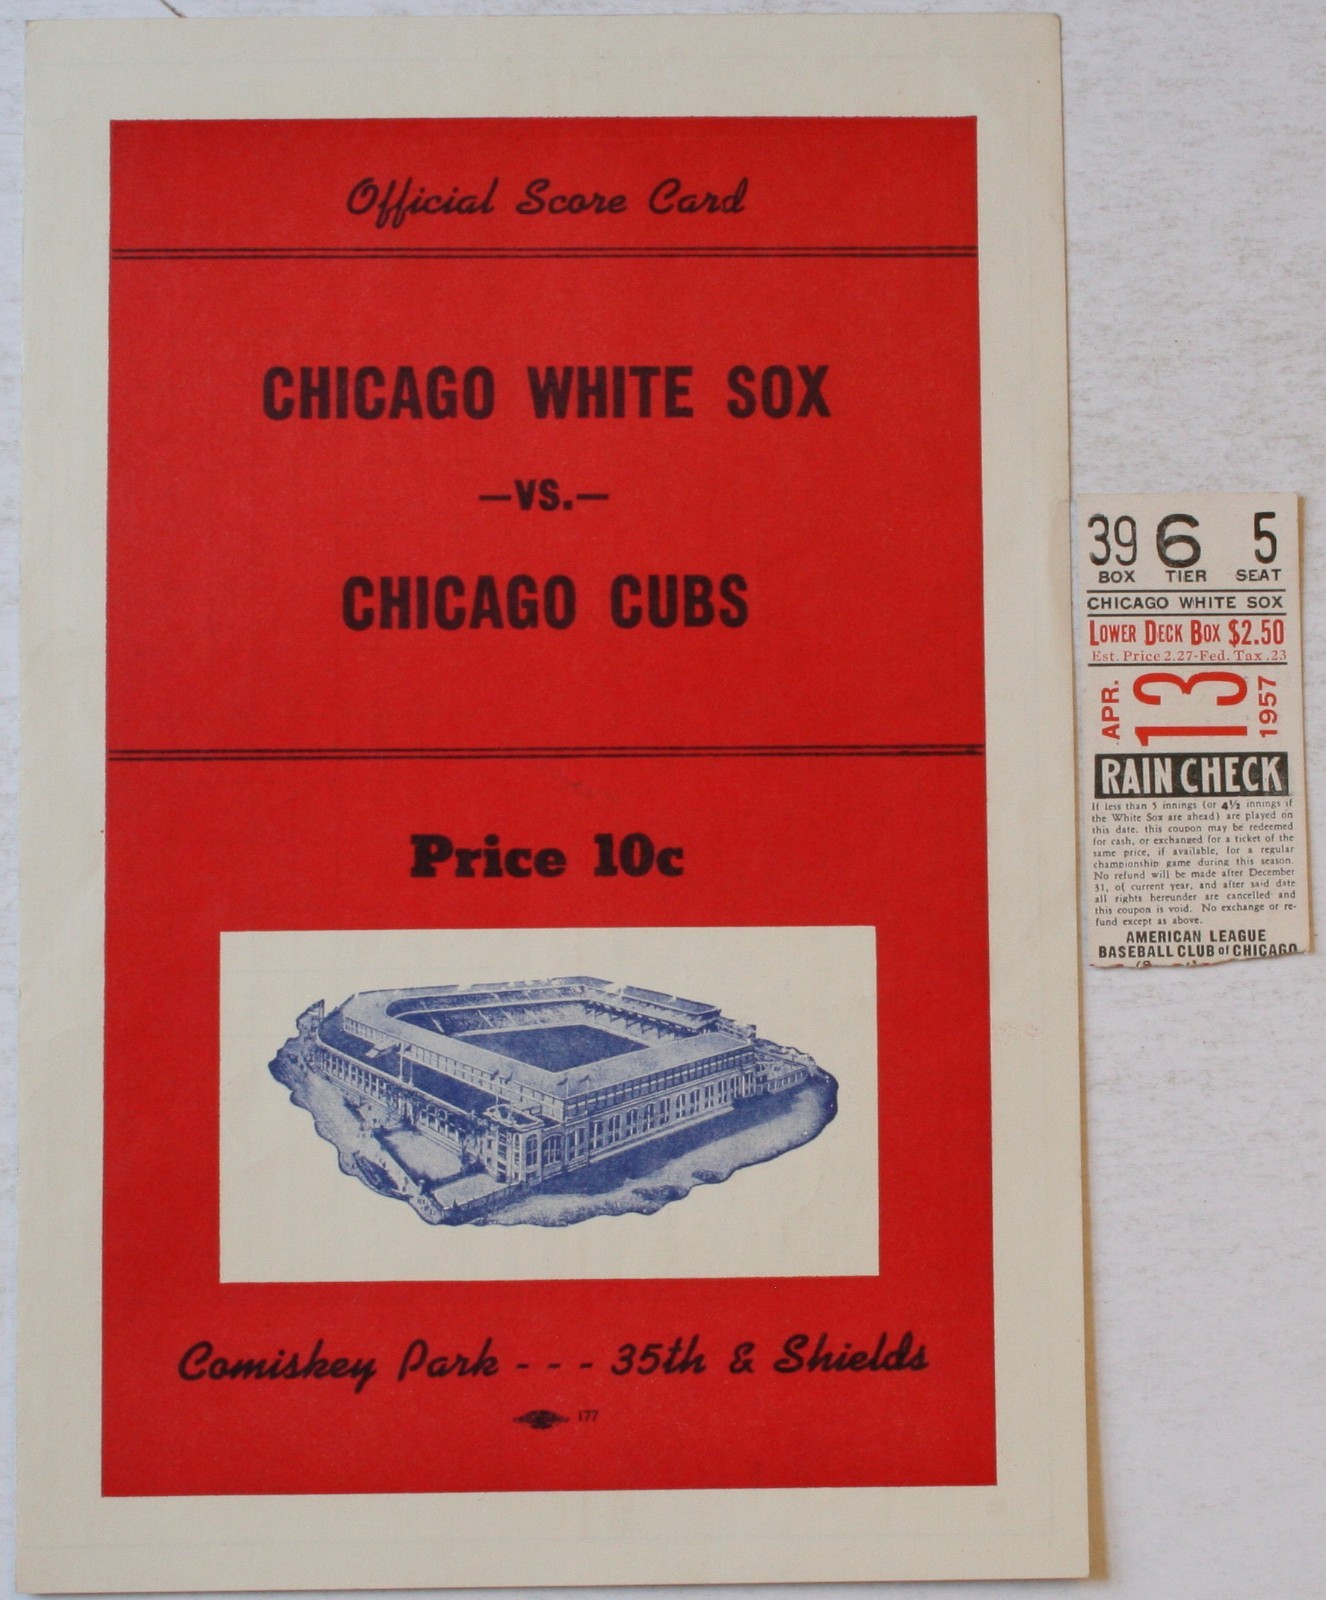 Official Score Card
CHICAGO WHITE SOX
—VS.—
CHICAGO CUBS
Price 10c
Comiskey Park - - - 35th & Shields
177
39 6 5
BOX TIER SEAT
CHICAGO WHITE SOX
LOWER DECK BOX $2.50
Est. Price 2.27-Fed. Tax .23
APR. 13 1957
RAIN CHECK
If less than 5 innings (or 4½ innings if
the White Sox are ahead) are played on
this date, this coupon may be redeemed
for cash, or exchanged for a ticket of the
same price, if available, for a regular
championship game during this season.
No refund will be made after December
31, of current year, and after said date
all rights hereunder are cancelled and
this coupon is void. No exchange or re-
fund except as above.
AMERICAN LEAGUE
BASEBALL CLUB of CHICAGO